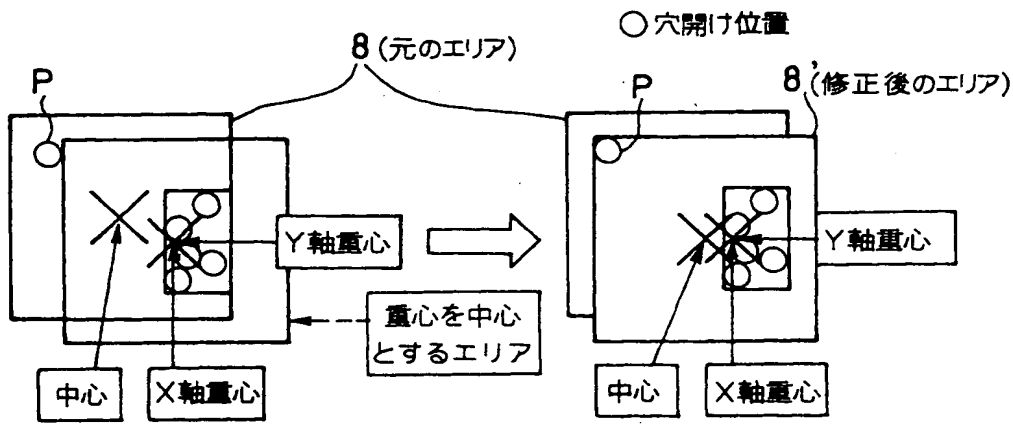 ○穴開け位置
8(元のエリア)
P
P
8'(修正後のエリア)
Y軸重心
Y軸重心
重心を中心
とするエリア
中心
X軸重心
中心
X軸重心